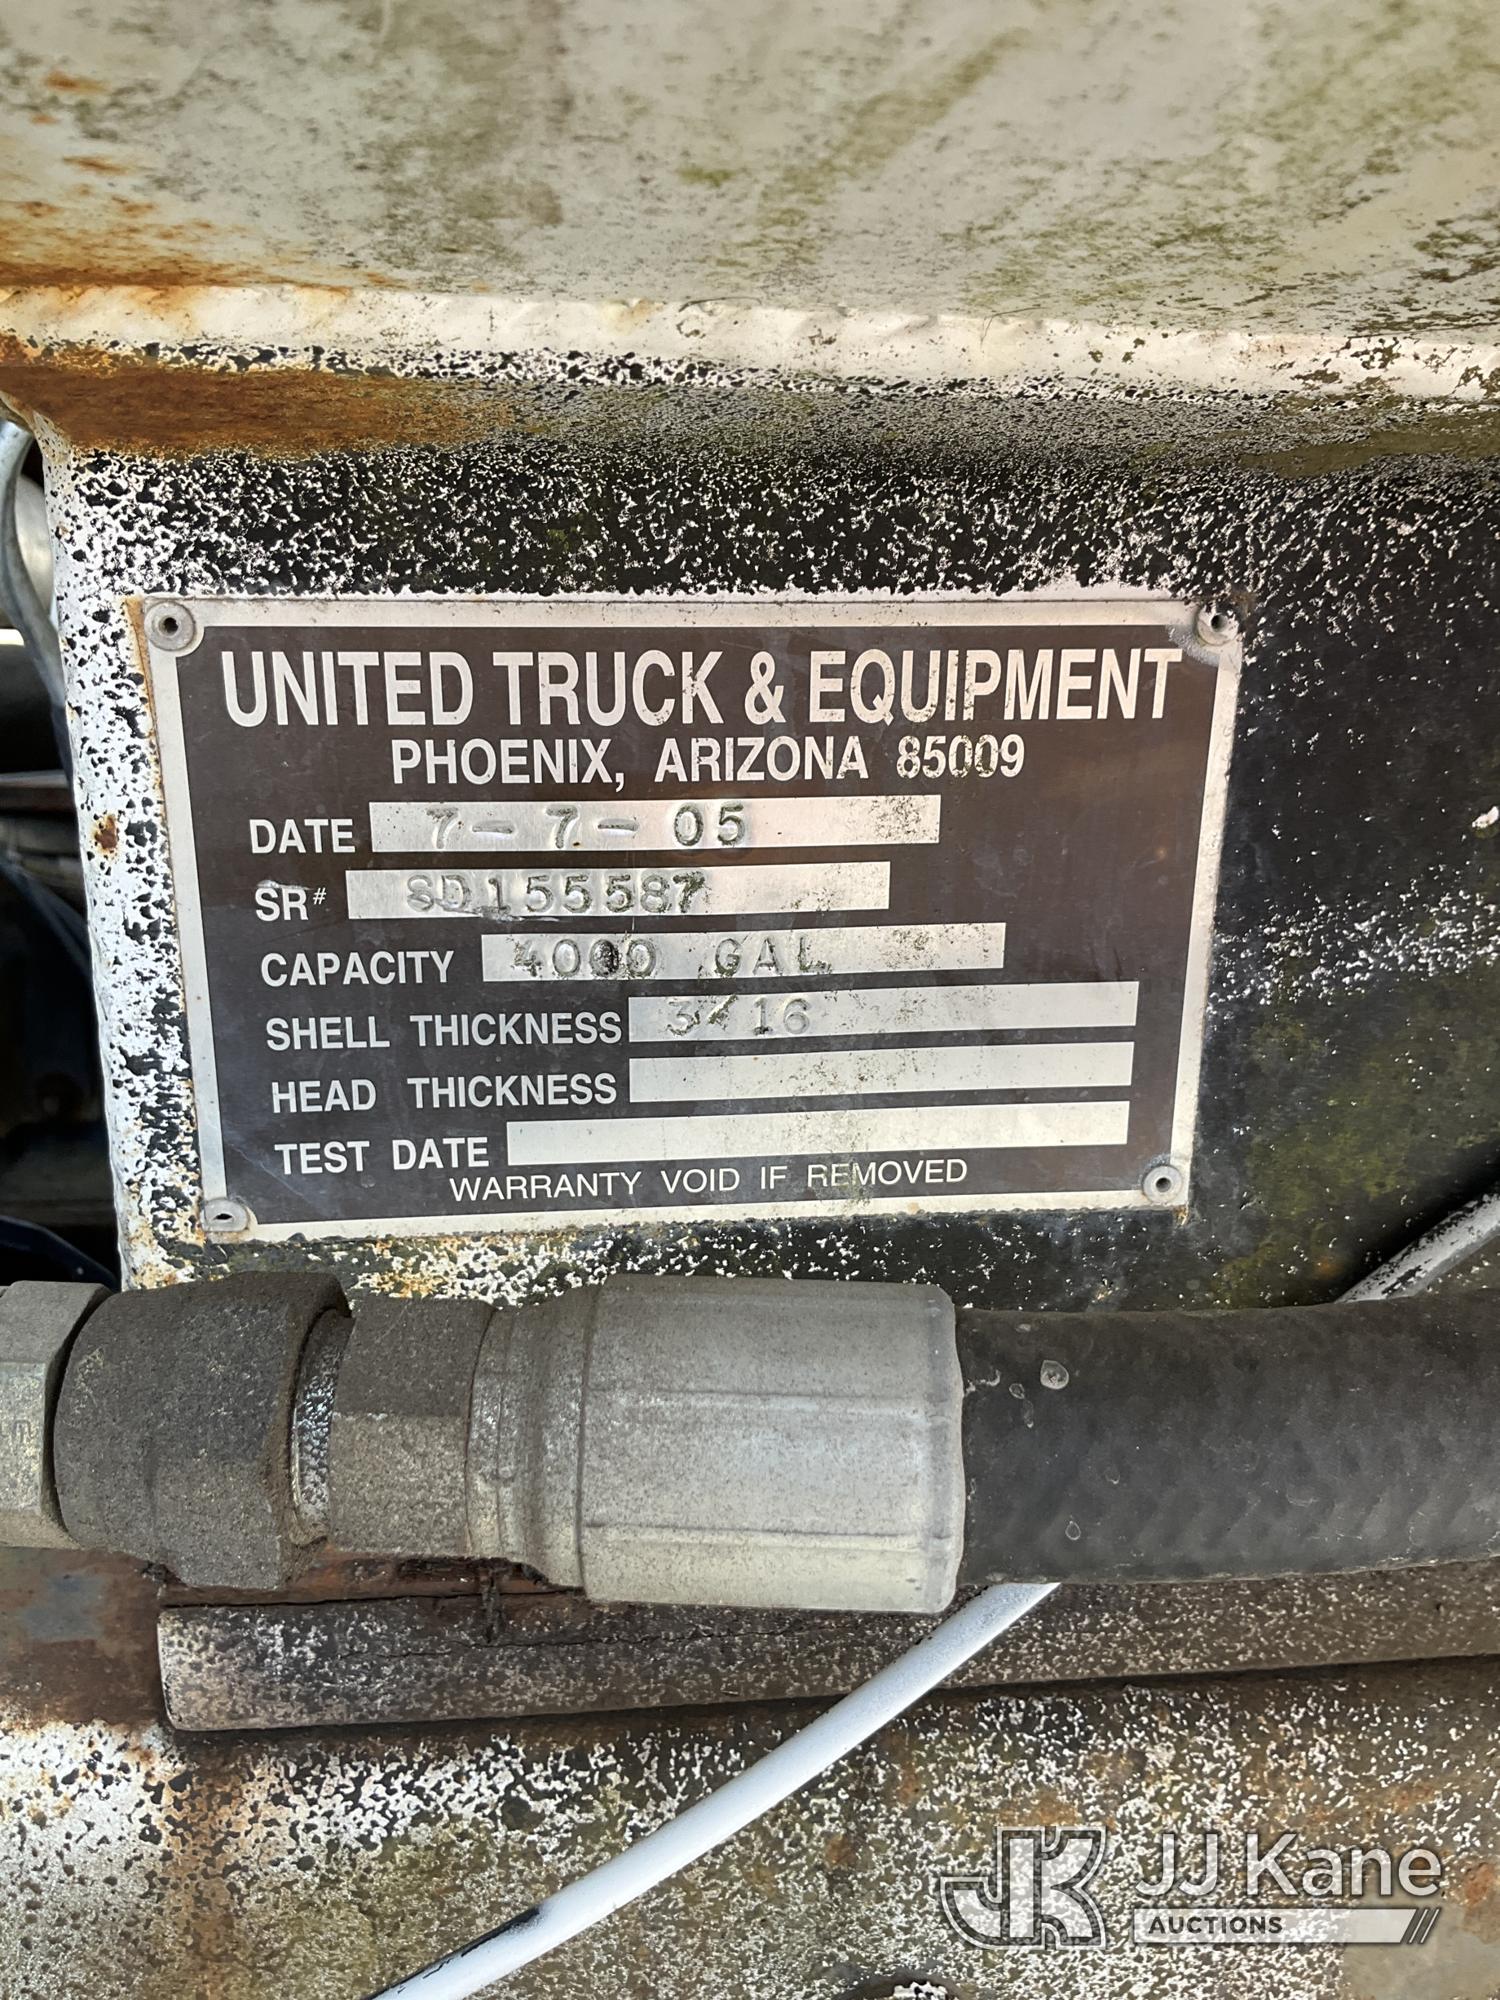 UNITED TRUCK & EQUIPMENT
PHOENIX, ARIZONA 85009
DATE 7-7-05
SR# SD155587
CAPACITY 4000 GAL
SHELL THICKNESS 3/16
HEAD THICKNESS
TEST DATE
WARRANTY VOID IF REMOVED
JK JJ Kane
AUCTIONS